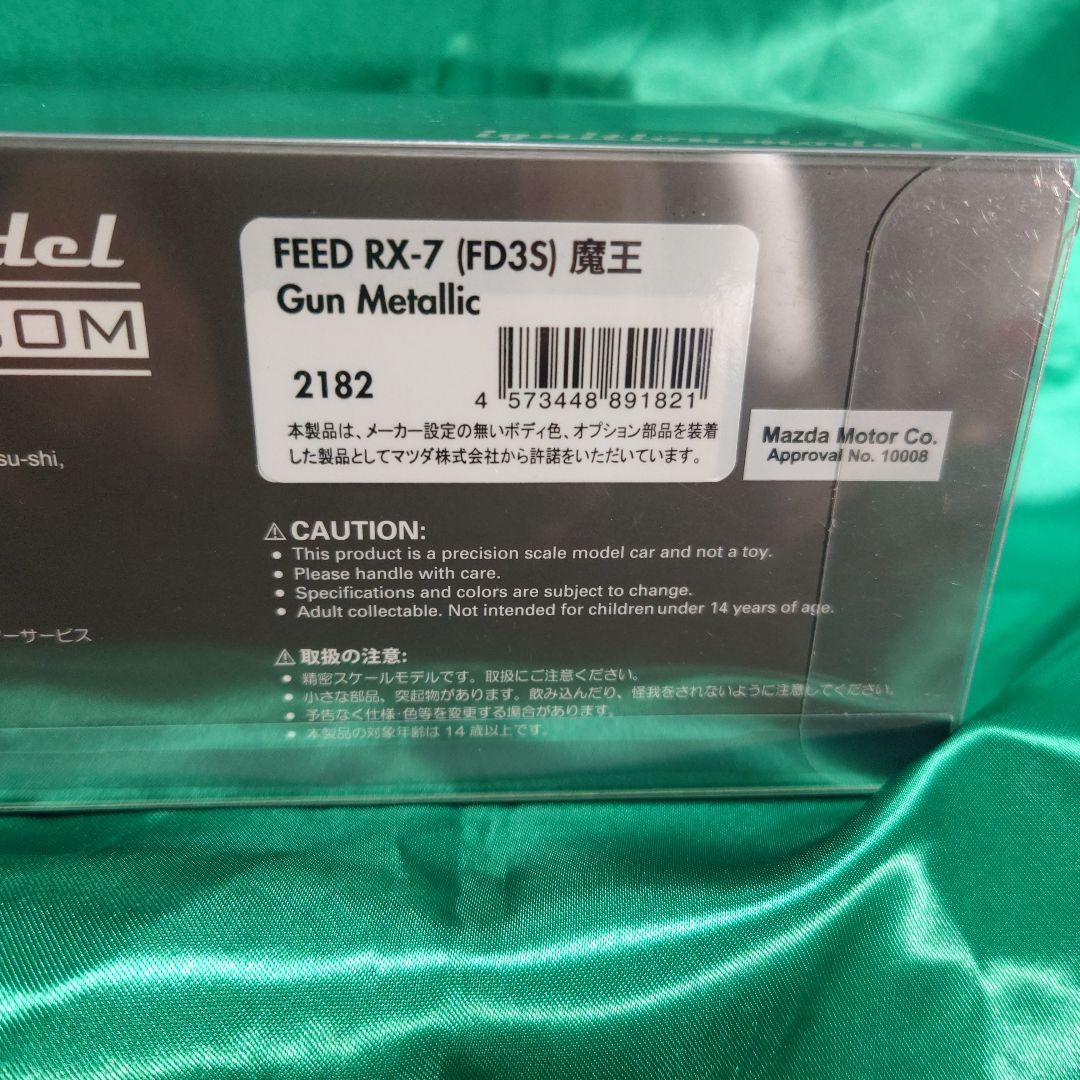 ignition model
del
SOM
FEED RX-7 (FD3S) 魔王
Gun Metallic
2182
4 573448 891821
本製品は、メーカー設定の無いボディ色、オプション部品を装着
した製品としてマツダ株式会社から許諾をいただいています。
Mazda Motor Co.
Approval No. 10008
su-shi,
ーサービス
⚠ CAUTION:
• This product is a precision scale model car and not a toy.
• Please handle with care.
• Specifications and colors are subject to change.
• Adult collectable. Not intended for children under 14 years of age.
⚠ 取扱の注意:
• 精密スケールモデルです。取扱にご注意ください。
• 小さな部品、突起物があります。飲み込んだり、怪我をされないように注意してください。
• 予告なく仕様・色等を変更する場合があります。
• 本製品の対象年齢は14歳以上です。